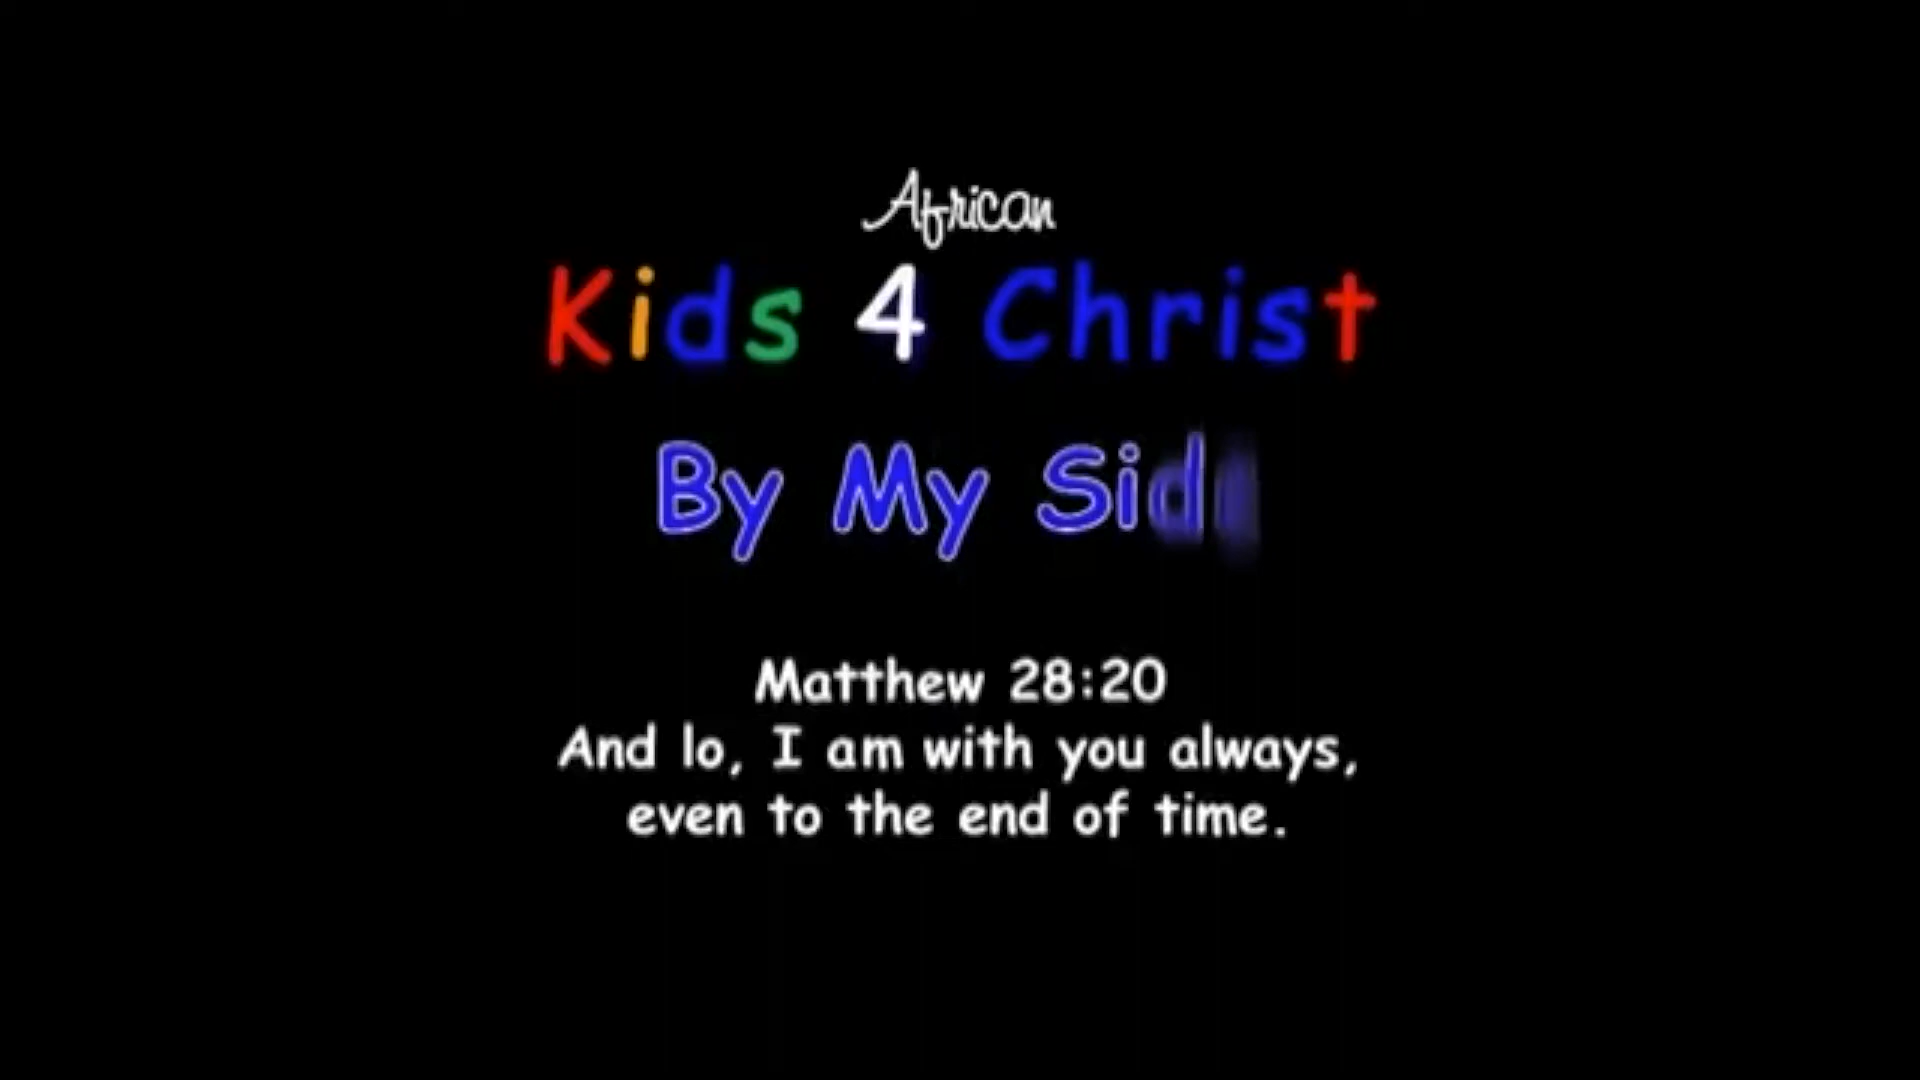 African
Kids 4 Christ
By My Side
Matthew 28:20
And lo, I am with you always,
even to the end of time.